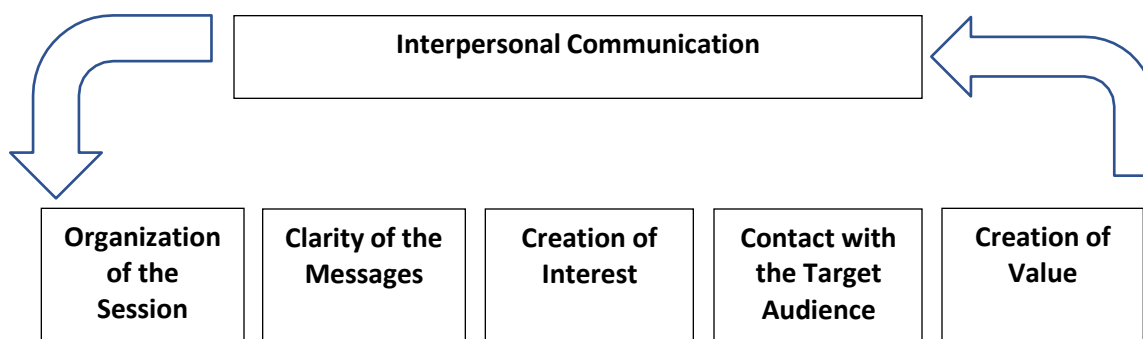 Interpersonal Communication
Organization
of the
Session
Clarity of the
Messages
Creation of
Interest
Contact with
the Target
Audience
Creation of
Value